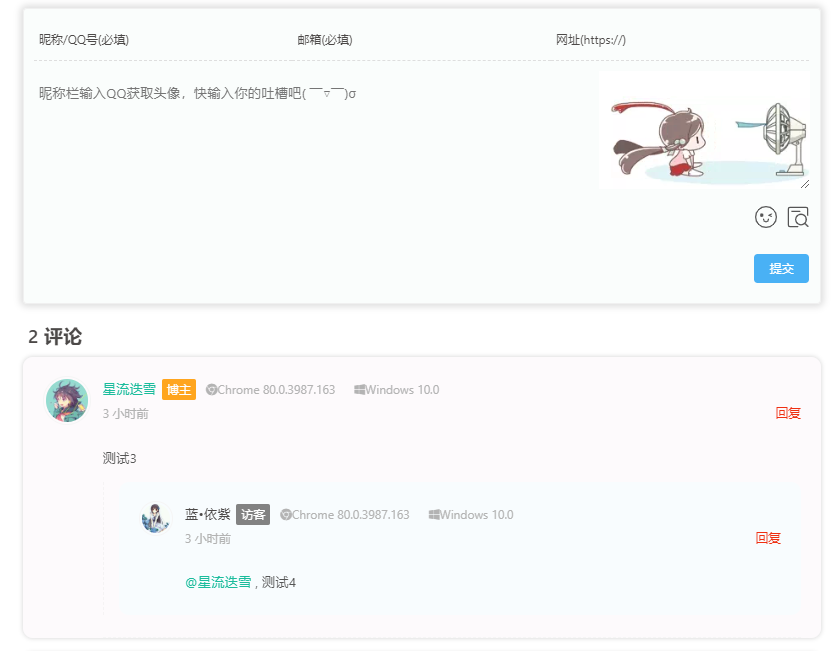 昵称/QQ号(必填) 邮箱(必填) 网址(https://)
昵称栏输入QQ获取头像，快输入你的吐槽吧(￣▽￣)σ
提交
2 评论
星流迭雪 博主 Chrome 80.0.3987.163 Windows 10.0
3 小时前 回复
测试3
蓝•依紫 访客 Chrome 80.0.3987.163 Windows 10.0
3 小时前 回复
@星流迭雪 , 测试4